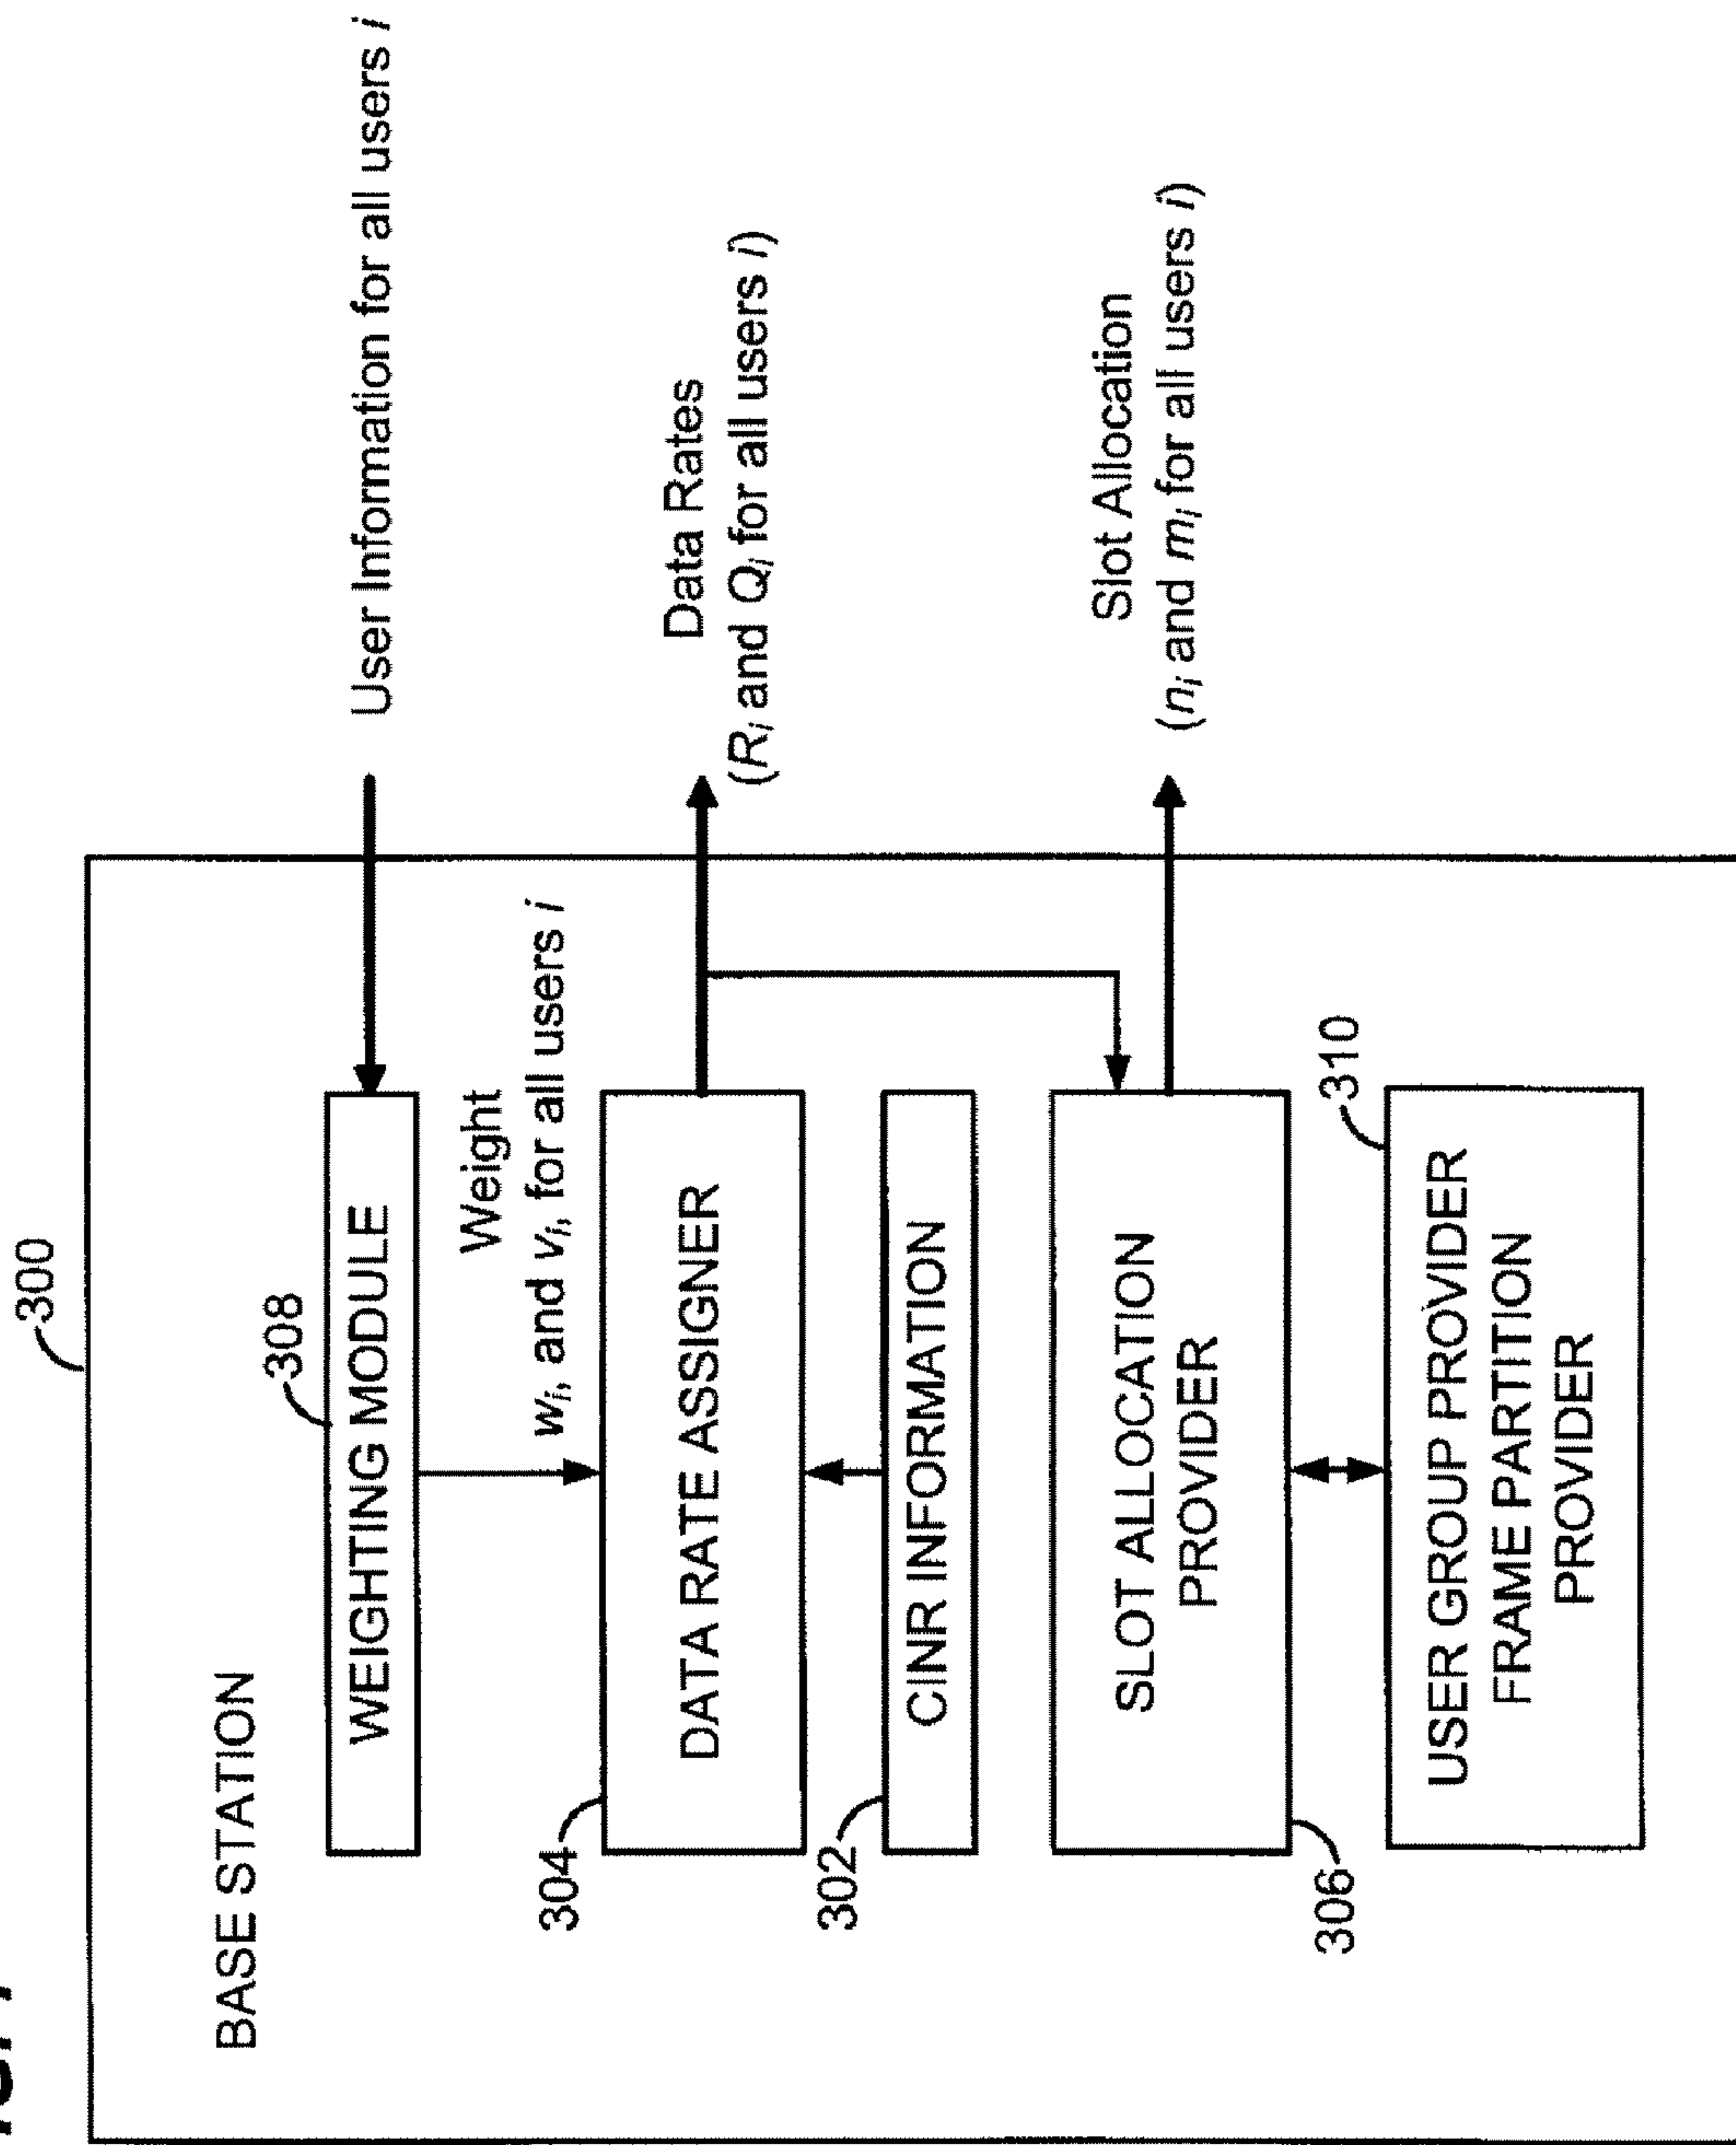 300
BASE STATION
308
WEIGHTING MODULE
User Information for all users i
Weight
wi, and vi, for all users i
304
DATA RATE ASSIGNER
Data Rates
(Ri and Qi for all users i)
302
CINR INFORMATION
306
SLOT ALLOCATION
PROVIDER
Slot Allocation
(ni and mi for all users i)
310
USER GROUP PROVIDER
FRAME PARTITION
PROVIDER